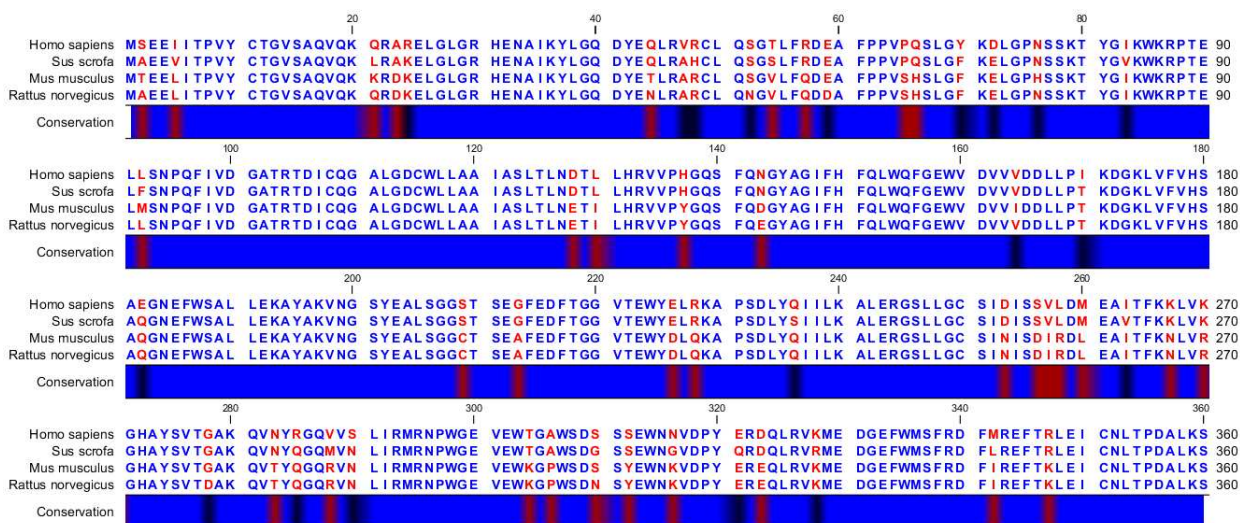 20 40 60 80
Homo sapiens MSEEIITPVY CTGVSAQVQK QRARELGLGR HENAIKYLGQ DYEQLRVRCL QSGTLFRDEA FPPVPQSLGY KDLGPNSSKT YGIKWKRPTE 90
Sus scrofa MAEEVITPVY CTGVSAQVQK LRAKELGLGR HENAIKYLGQ DYEQLRAHCL QSGSLFRDEA FPPVPQSLGF KELGPNSSKT YGVKWKRPTE 90
Mus musculus MTEELITPVY CTGVSAQVQK KRDKELGLGR HENAIKYLGQ DYETLRARCL QSGVLFQDEA FPPVSHSLGF KELGPHSSKT YGIKWKRPTE 90
Rattus norvegicus MAEELITPVY CTGVSAQVQK QRDKELGLGR HENAIKYLGQ DYENLRARCL QNGVLFQDDA FPPVSHSLGF KELGPNSSKT YGIKWKRPTE 90
Conservation
100 120 140 160 180
Homo sapiens LLSNPQFIVD GATRTDICQG ALGDCWLLAA IASLTLNDTL LHRVVPHGQS FQNGYAGIFH FQLWQFGEWV DVVVDDLLPI KDGKLVFVHS 180
Sus scrofa LFSNPQFIVD GATRTDICQG ALGDCWLLAA IASLTLNDTL LHRVVPHGQS FQNGYAGIFH FQLWQFGEWV DVVVDDLLPT KDGKLVFVHS 180
Mus musculus LMSNPQFIVD GATRTDICQG ALGDCWLLAA IASLTLNETI LHRVVPYGQS FQDGYAGIFH FQLWQFGEWV DVVIDDLLPT KDGKLVFVHS 180
Rattus norvegicus LLSNPQFIVD GATRTDICQG ALGDCWLLAA IASLTLNETI LHRVVPYGQS FQEGYAGIFH FQLWQFGEWV DVVVDDLLPT KDGKLVFVHS 180
Conservation
200 220 240 260
Homo sapiens AEGNEFWSAL LEKAYAKVNG SYEALSGGST SEGFEDFTGG VTEWYELRKA PSDLYQIILK ALERGSLLGC SIDISSVLDM EAITFKKLVK 270
Sus scrofa AQGNEFWSAL LEKAYAKVNG SYEALSGGST SEGFEDFTGG VTEWYELRKA PSDLYSIILK ALERGSLLGC SIDISSVLDM EAVTFKKLVK 270
Mus musculus AQGNEFWSAL LEKAYAKVNG SYEALSGGCT SEAFEDFTGG VTEWYDLQKA PSDLYQIILK ALERGSLLGC SINISDIRDL EAITFKNLVR 270
Rattus norvegicus AQGNEFWSAL LEKAYAKVNG SYEALSGGCT SEAFEDFTGG VTEWYDLQKA PSDLYQIILK ALERGSLLGC SINISDIRDL EAITFKNLVR 270
Conservation
280 300 320 340 360
Homo sapiens GHAYSVTGAK QVNYRGQVVS LIRMRNPWGE VEWTGAWSDS SSEWNNVDPY ERDQLRVKME DGEFWMSFRD FMREFTRLEI CNLTPDALKS 360
Sus scrofa GHAYSVTGAK QVNYQGQMVN LIRMRNPWGE VEWTGAWSDG SSEWNGVDPY QRDQLRVRME DGEFWMSFRD FLREFTRLEI CNLTPDALKS 360
Mus musculus GHAYSVTGAK QVTYQGQRVN LIRMRNPWGE VEWKGPWSDS SYEWNKVDPY EREQLRVKME DGEFWMSFRD FIREFTKLEI CNLTPDALKS 360
Rattus norvegicus GHAYSVTDAK QVTYQGQRVN LIRMRNPWGE VEWKGPWSDN SYEWNKVDPY EREQLRVKME DGEFWMSFRD FIREFTKLEI CNLTPDALKS 360
Conservation